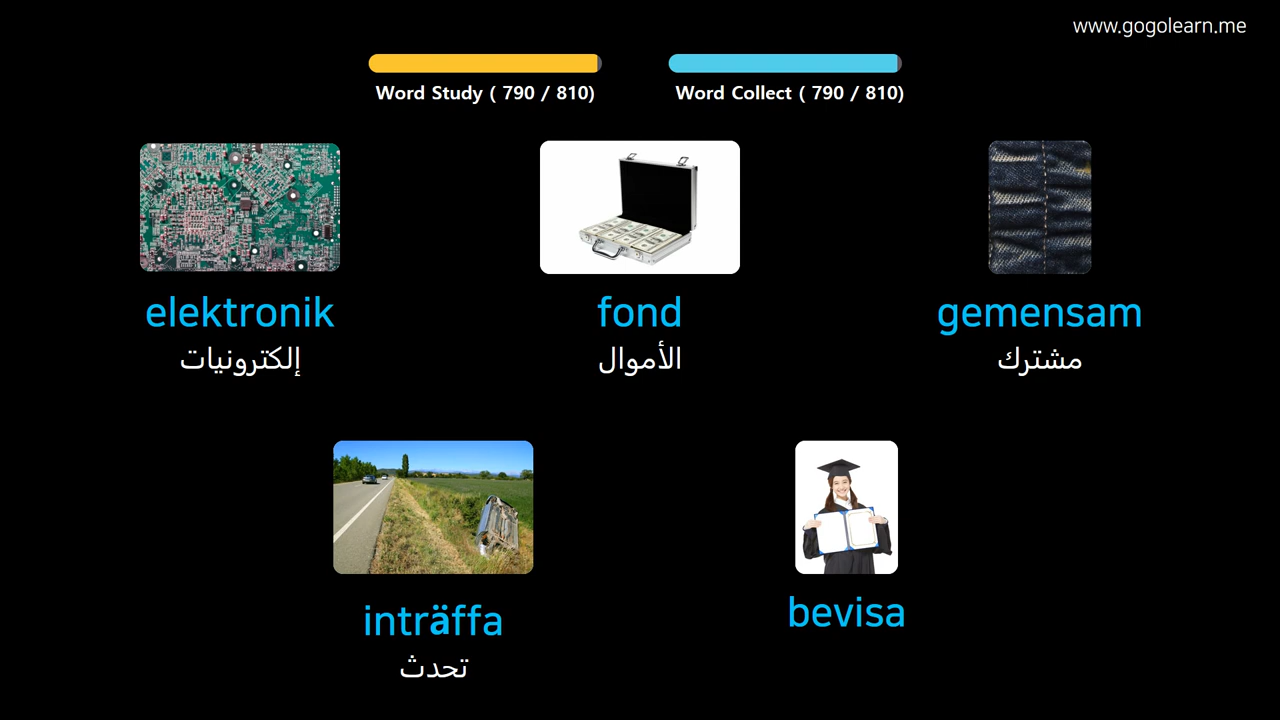 www.gogolearn.me
Word Study ( 790 / 810)
Word Collect ( 790 / 810)
elektronik
إلكترونيات
fond
الأموال
gemensam
مشترك
inträffa
تحدث
bevisa